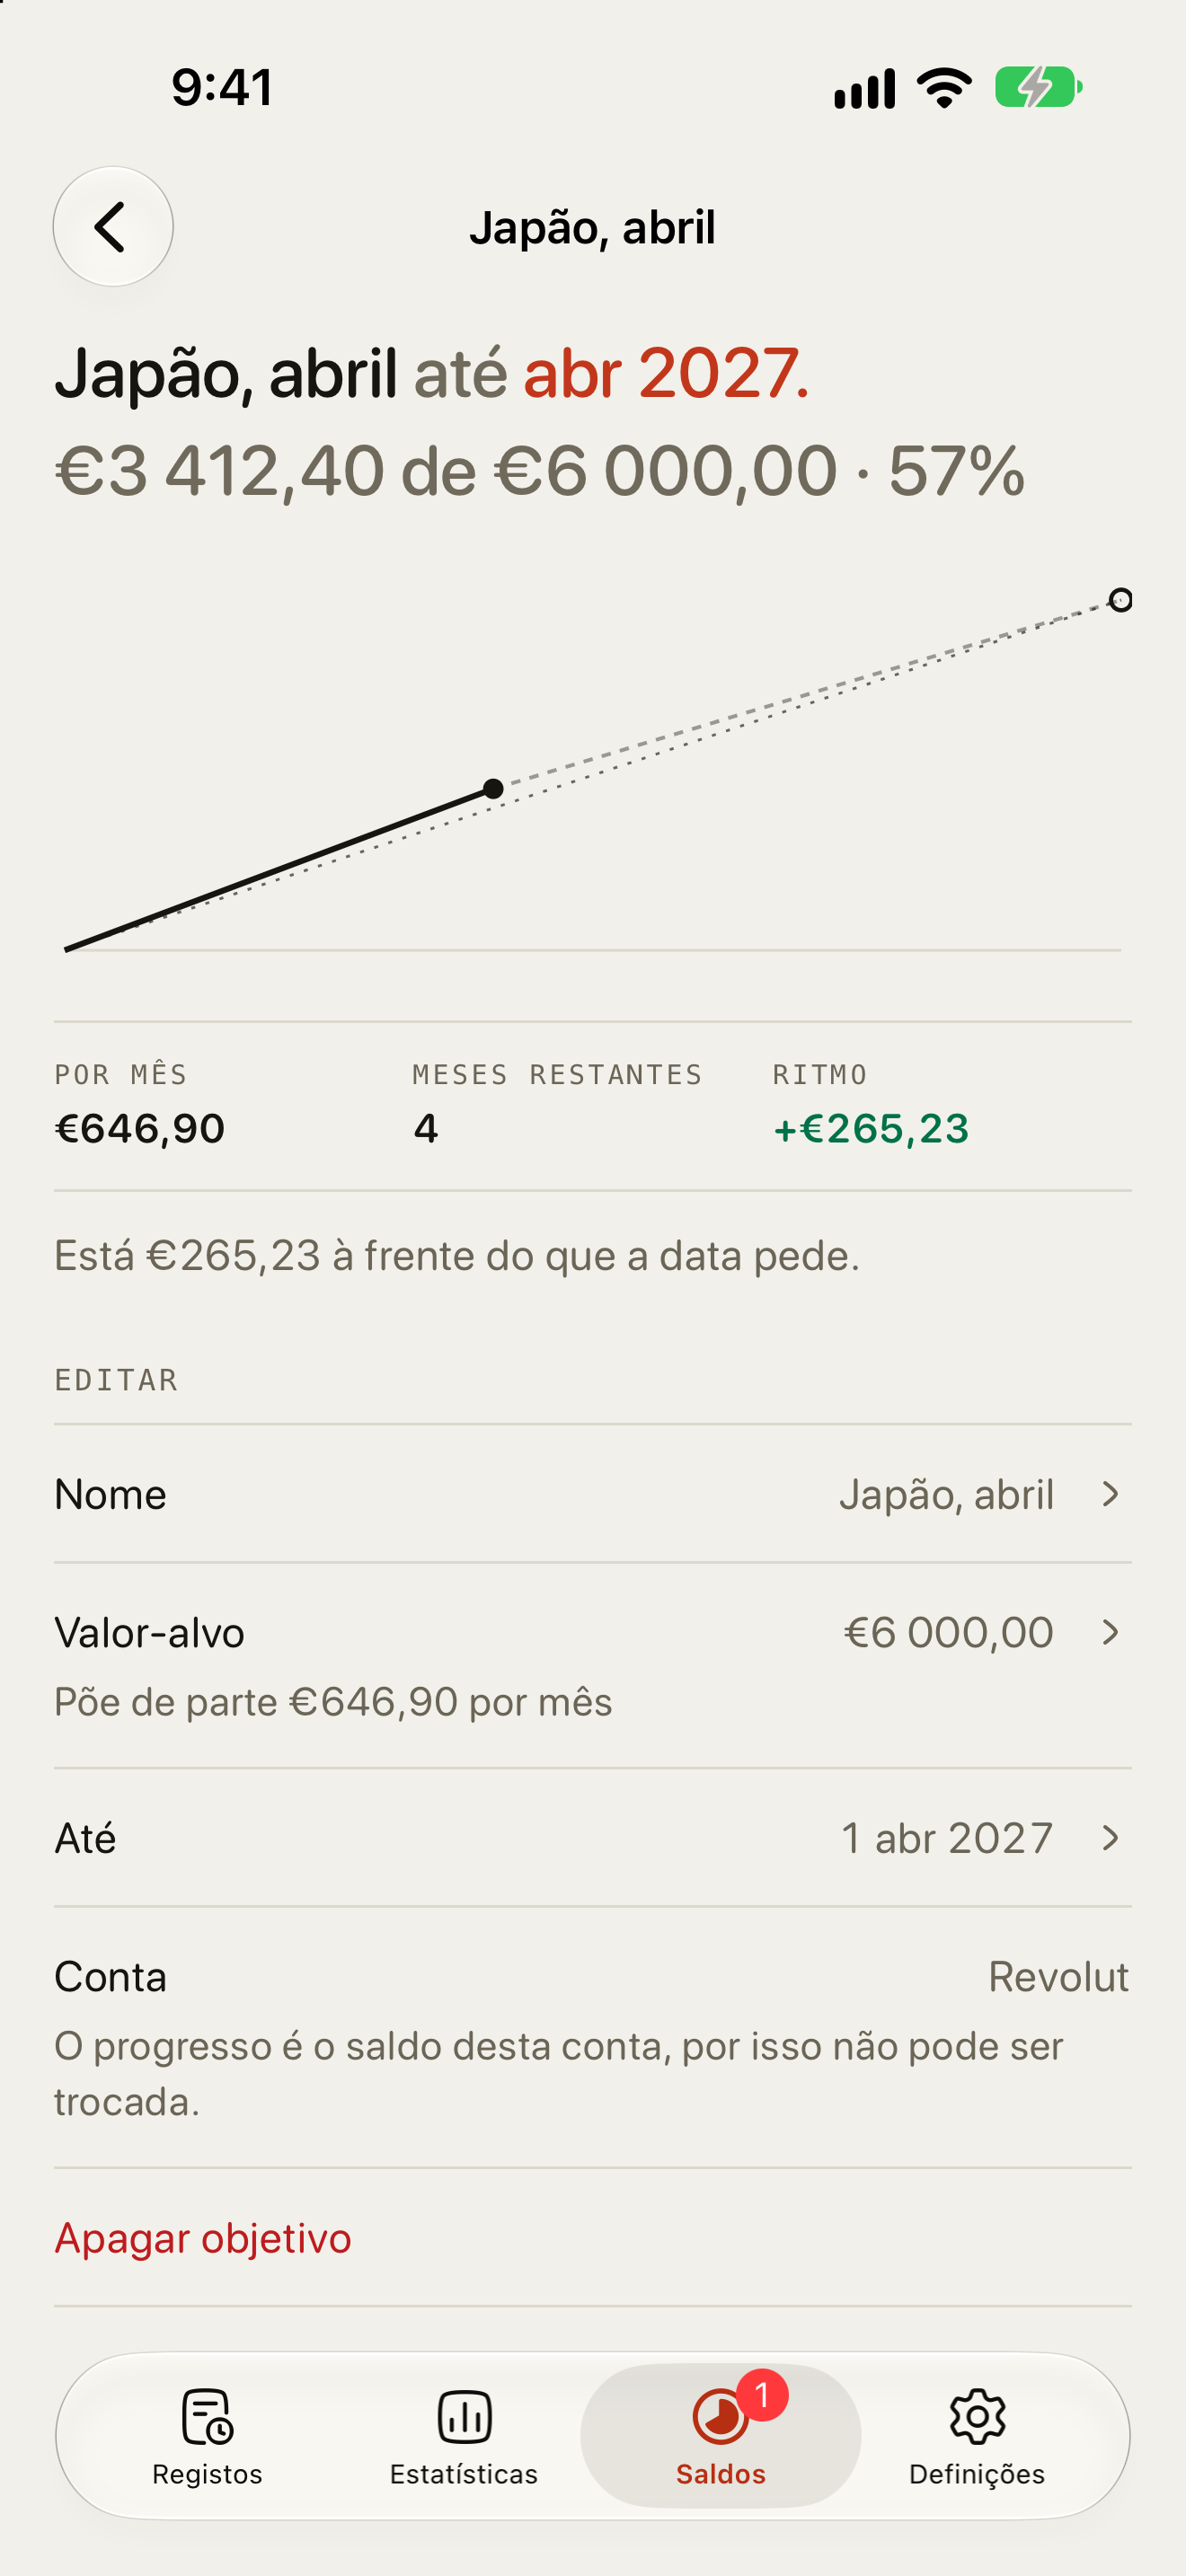 9:41
Japão, abril
Japão, abril até abr 2027.
€3 412,40 de €6 000,00 · 57%
POR MÊS
€646,90
MESES RESTANTES
4
RITMO
+€265,23
Está €265,23 à frente do que a data pede.
EDITAR
Nome
Japão, abril
Valor-alvo
€6 000,00
Põe de parte €646,90 por mês
Até
1 abr 2027
Conta
Revolut
O progresso é o saldo desta conta, por isso não pode ser
trocada.
Apagar objetivo
Registos
Estatísticas
1
Saldos
Definições